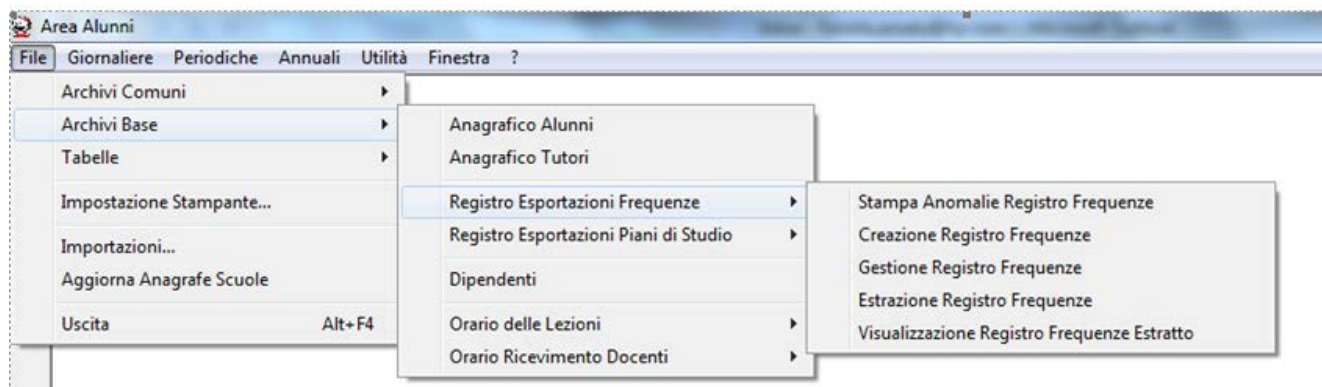 Area Alunni
File Giornaliere Periodiche Annuali Utilità Finestra ?
Archivi Comuni
Archivi Base
Tabelle
Impostazione Stampante...
Importazioni...
Aggiorna Anagrafe Scuole
Uscita Alt+F4
Anagrafico Alunni
Anagrafico Tutori
Registro Esportazioni Frequenze
Registro Esportazioni Piani di Studio
Dipendenti
Orario delle Lezioni
Orario Ricevimento Docenti
Stampa Anomalie Registro Frequenze
Creazione Registro Frequenze
Gestione Registro Frequenze
Estrazione Registro Frequenze
Visualizzazione Registro Frequenze Estratto